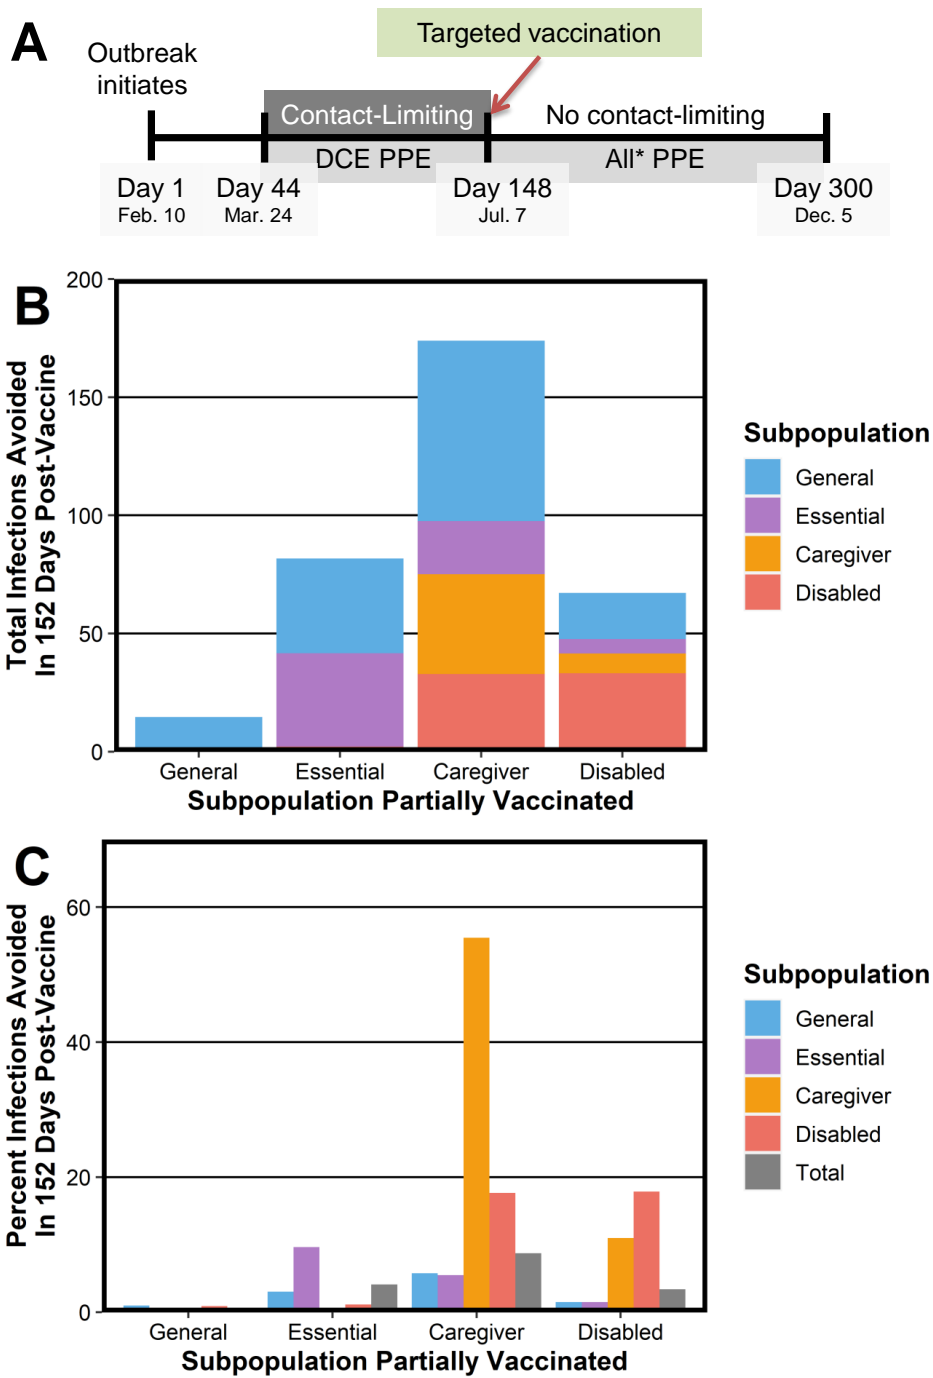 A
Targeted vaccination
Outbreak
initiates
Contact-Limiting
No contact-limiting
DCE PPE
All* PPE
Day 1
Feb. 10
Day 44
Mar. 24
Day 148
Jul. 7
Day 300
Dec. 5
B
Total Infections Avoided
In 152 Days Post-Vaccine
200
150
100
50
0
General
Essential
Caregiver
Disabled
Subpopulation Partially Vaccinated
Subpopulation
General
Essential
Caregiver
Disabled
C
Percent Infections Avoided
In 152 Days Post-Vaccine
60
40
20
0
General
Essential
Caregiver
Disabled
Subpopulation Partially Vaccinated
Subpopulation
General
Essential
Caregiver
Disabled
Total